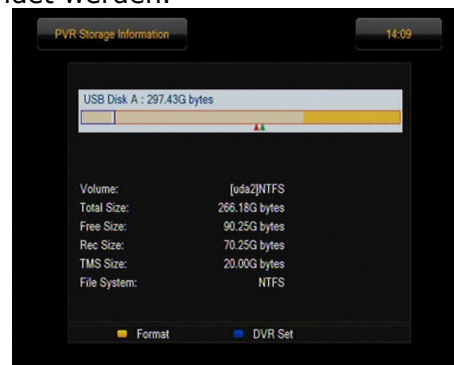 werden.
PVR Storage Information 14:09
USB Disk A : 297.43G bytes
Volume: [uda2]NTFS
Total Size: 266.18G bytes
Free Size: 90.25G bytes
Rec Size: 70.25G bytes
TMS Size: 20.00G bytes
File System: NTFS
Format DVR Set